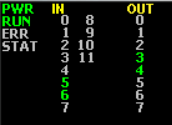 PWR IN OUT
RUN 0 8 0
ERR 1 9 1
STAT 2 10 2
3 11 3
4 4
5 5
6 6
7 7